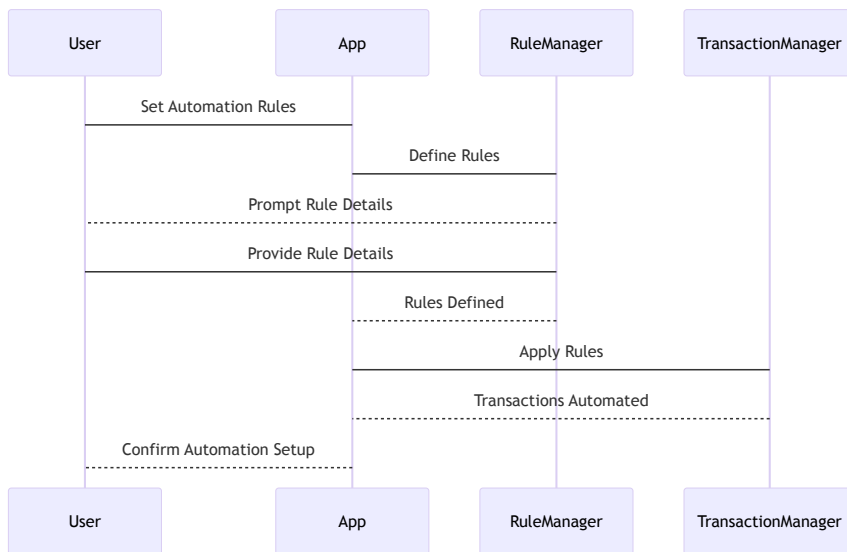 User App RuleManager TransactionManager
Set Automation Rules
Define Rules
Prompt Rule Details
Provide Rule Details
Rules Defined
Apply Rules
Transactions Automated
Confirm Automation Setup
User App RuleManager TransactionManager